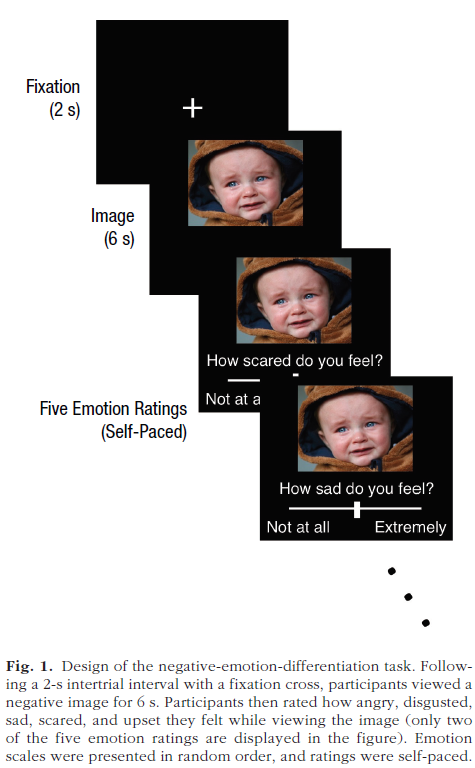 Fixation
(2 s)
Image
(6 s)
How scared do you feel?
Not at a
Five Emotion Ratings
(Self-Paced)
How sad do you feel?
Not at all Extremely
Fig. 1. Design of the negative-emotion-differentiation task. Follow-
ing a 2-s intertrial interval with a fixation cross, participants viewed a
negative image for 6 s. Participants then rated how angry, disgusted,
sad, scared, and upset they felt while viewing the image (only two
of the five emotion ratings are displayed in the figure). Emotion
scales were presented in random order, and ratings were self-paced.